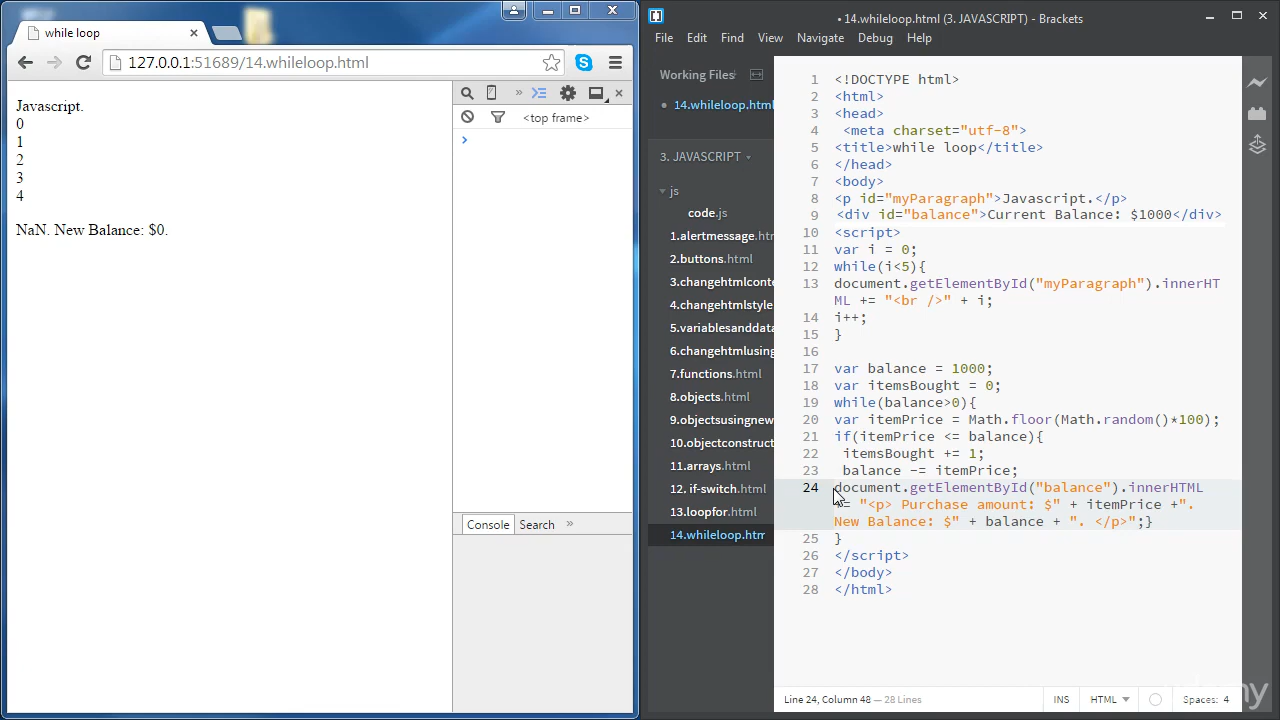 while loop
127.0.0.1:51689/14.whileloop.html
Javascript.
0
1
2
3
4
NaN. New Balance: $0.
<top frame>
Console Search
14.whileloop.html (3. JAVASCRIPT) - Brackets
File Edit Find View Navigate Debug Help
Working Files
14.whileloop.html
3. JAVASCRIPT
js
code.js
1.alertmessage.htm
2.buttons.html
3.changehtmlconte
4.changehtmlstyle
5.variablesanddata
6.changehtmlusing
7.functions.html
8.objects.html
9.objectsusingnew
10.objectconstruct
11.arrays.html
12. if-switch.html
13.loopfor.html
14.whileloop.htm
1 <!DOCTYPE html>
2 <html>
3 <head>
4 <meta charset="utf-8">
5 <title>while loop</title>
6 </head>
7 <body>
8 <p id="myParagraph">Javascript.</p>
9 <div id="balance">Current Balance: $1000</div>
10 <script>
11 var i = 0;
12 while(i<5){
13 document.getElementById("myParagraph").innerHT
ML += "<br />" + i;
14 i++;
15 }
16
17 var balance = 1000;
18 var itemsBought = 0;
19 while(balance>0){
20 var itemPrice = Math.floor(Math.random()*100);
21 if(itemPrice <= balance){
22 itemsBought += 1;
23 balance -= itemPrice;
24 document.getElementById("balance").innerHTML
+= "<p> Purchase amount: $" + itemPrice +".
New Balance: $" + balance + ". </p>";}
25 }
26 </script>
27 </body>
28 </html>
Line 24, Column 48 — 28 Lines
INS HTML Spaces: 4